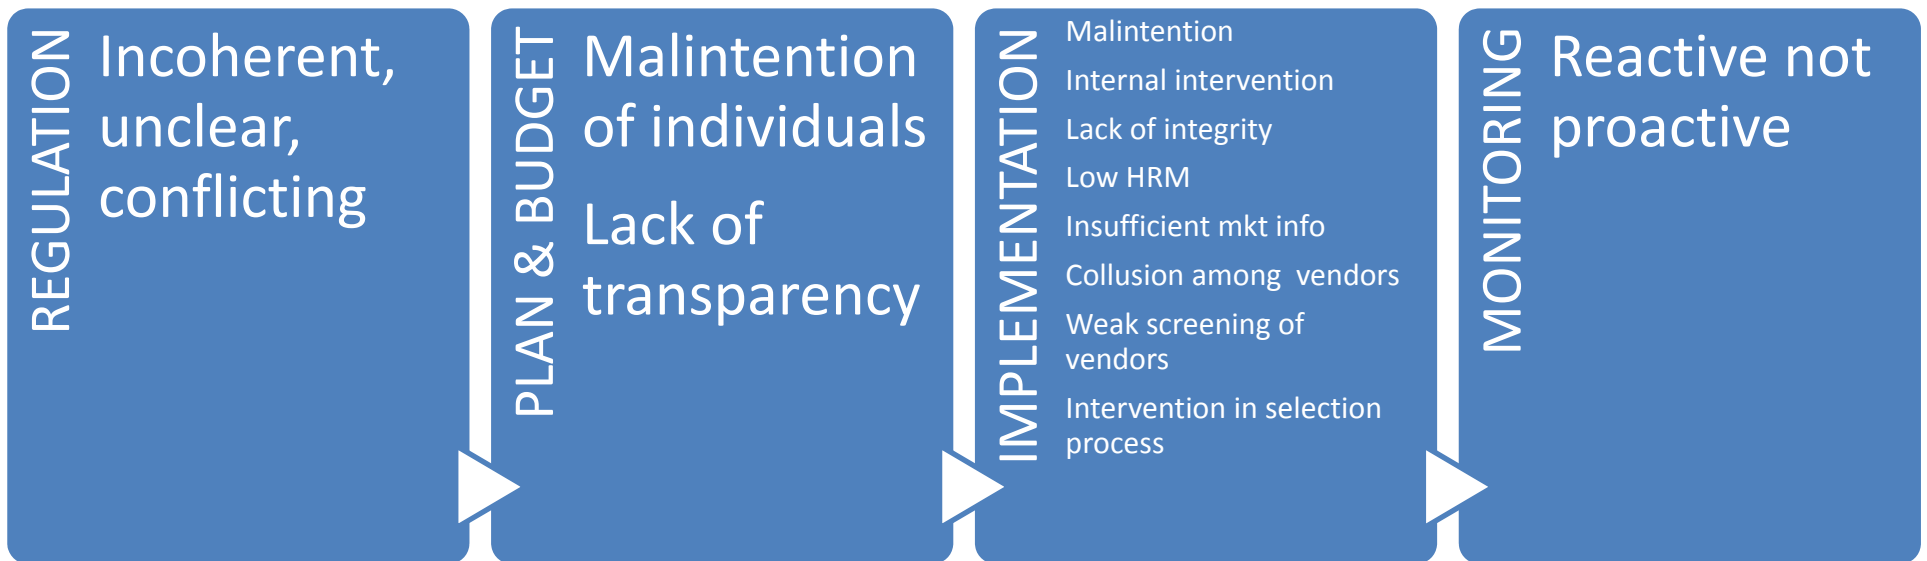 REGULATION
Incoherent,
unclear,
conflicting
PLAN & BUDGET
Malintention
of individuals
Lack of
transparency
IMPLEMENTATION
Malintention
Internal intervention
Lack of integrity
Low HRM
Insufficient mkt info
Collusion among  vendors
Weak screening of
vendors
Intervention in selection
process
MONITORING
Reactive not
proactive